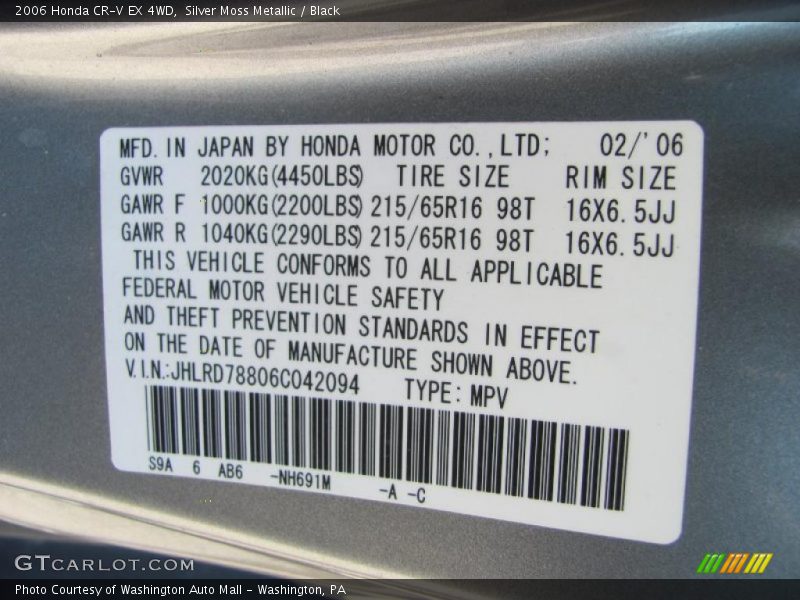 2006 Honda CR-V EX 4WD, Silver Moss Metallic / Black
MFD. IN JAPAN BY HONDA MOTOR CO.,LTD; 02/'06
GVWR 2020KG(4450LBS) TIRE SIZE RIM SIZE
GAWR F 1000KG(2200LBS) 215/65R16 98T 16X6.5JJ
GAWR R 1040KG(2290LBS) 215/65R16 98T 16X6.5JJ
THIS VEHICLE CONFORMS TO ALL APPLICABLE
FEDERAL MOTOR VEHICLE SAFETY
AND THEFT PREVENTION STANDARDS IN EFFECT
ON THE DATE OF MANUFACTURE SHOWN ABOVE.
V.I.N.:JHLRD78806C042094 TYPE: MPV
S9A 6 AB6 -NH691M -A -C
GTCARLOT.COM
Photo Courtesy of Washington Auto Mall - Washington, PA